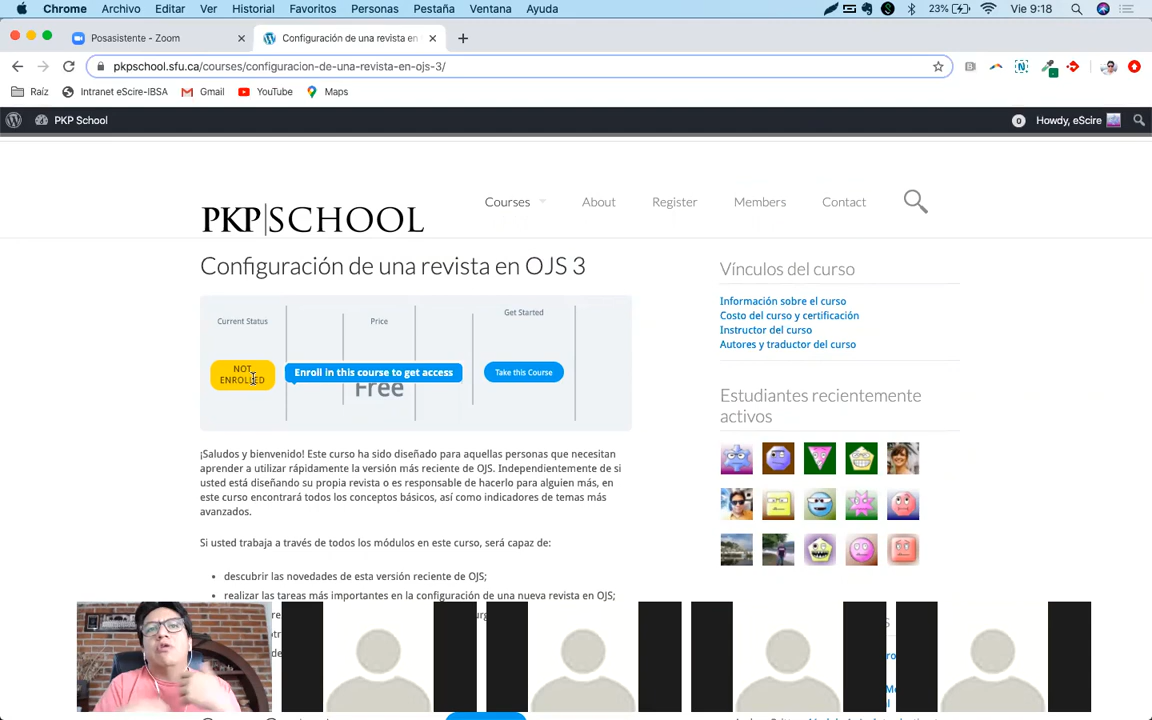 Chrome Archivo Editar Ver Historial Favoritos Personas Pestaña Ventana Ayuda 23% Vie 9:18
Posasistente - Zoom
Configuración de una revista en
pkpschool.sfu.ca/courses/configuracion-de-una-revista-en-ojs-3/
Raíz Intranet eScire-IBSA Gmail YouTube Maps
PKP School 0 Howdy, eScire
PKP|SCHOOL
Courses About Register Members Contact
Configuración de una revista en OJS 3
Current Status Price Get Started
NOT ENROLLED
Enroll in this course to get access
Free
Take this Course
¡Saludos y bienvenido! Este curso ha sido diseñado para aquellas personas que necesitan
aprender a utilizar rápidamente la versión más reciente de OJS. Independientemente de si
usted está diseñando su propia revista o es responsable de hacerlo para alguien más, en
este curso encontrará todos los conceptos básicos, así como indicadores de temas más
avanzados.
Si usted trabaja a través de todos los módulos en este curso, será capaz de:
descubrir las novedades de esta versión reciente de OJS;
realizar las tareas más importantes en la configuración de una nueva revista en OJS;
Vínculos del curso
Información sobre el curso
Costo del curso y certificación
Instructor del curso
Autores y traductor del curso
Estudiantes recientemente
activos